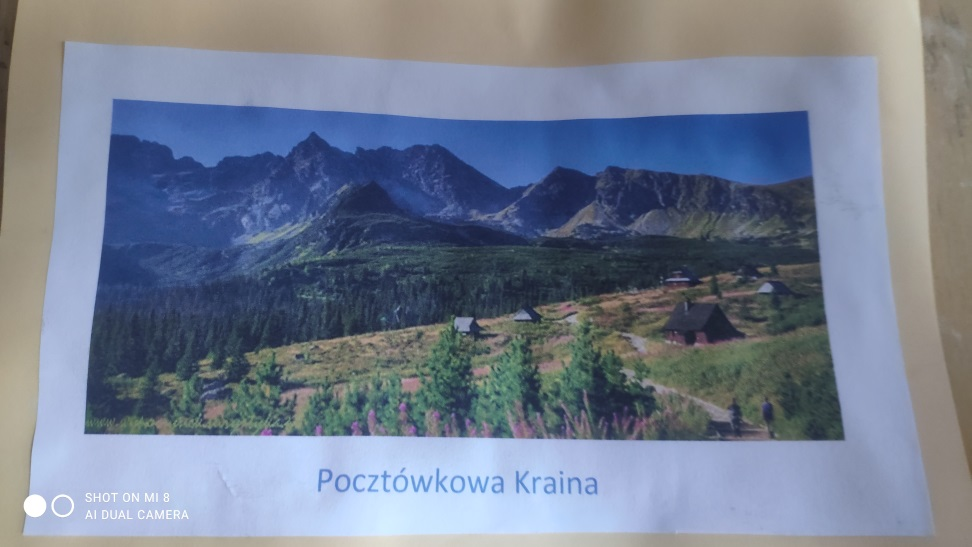 Pocztówkowa Kraina
SHOT ON MI 8
AI DUAL CAMERA